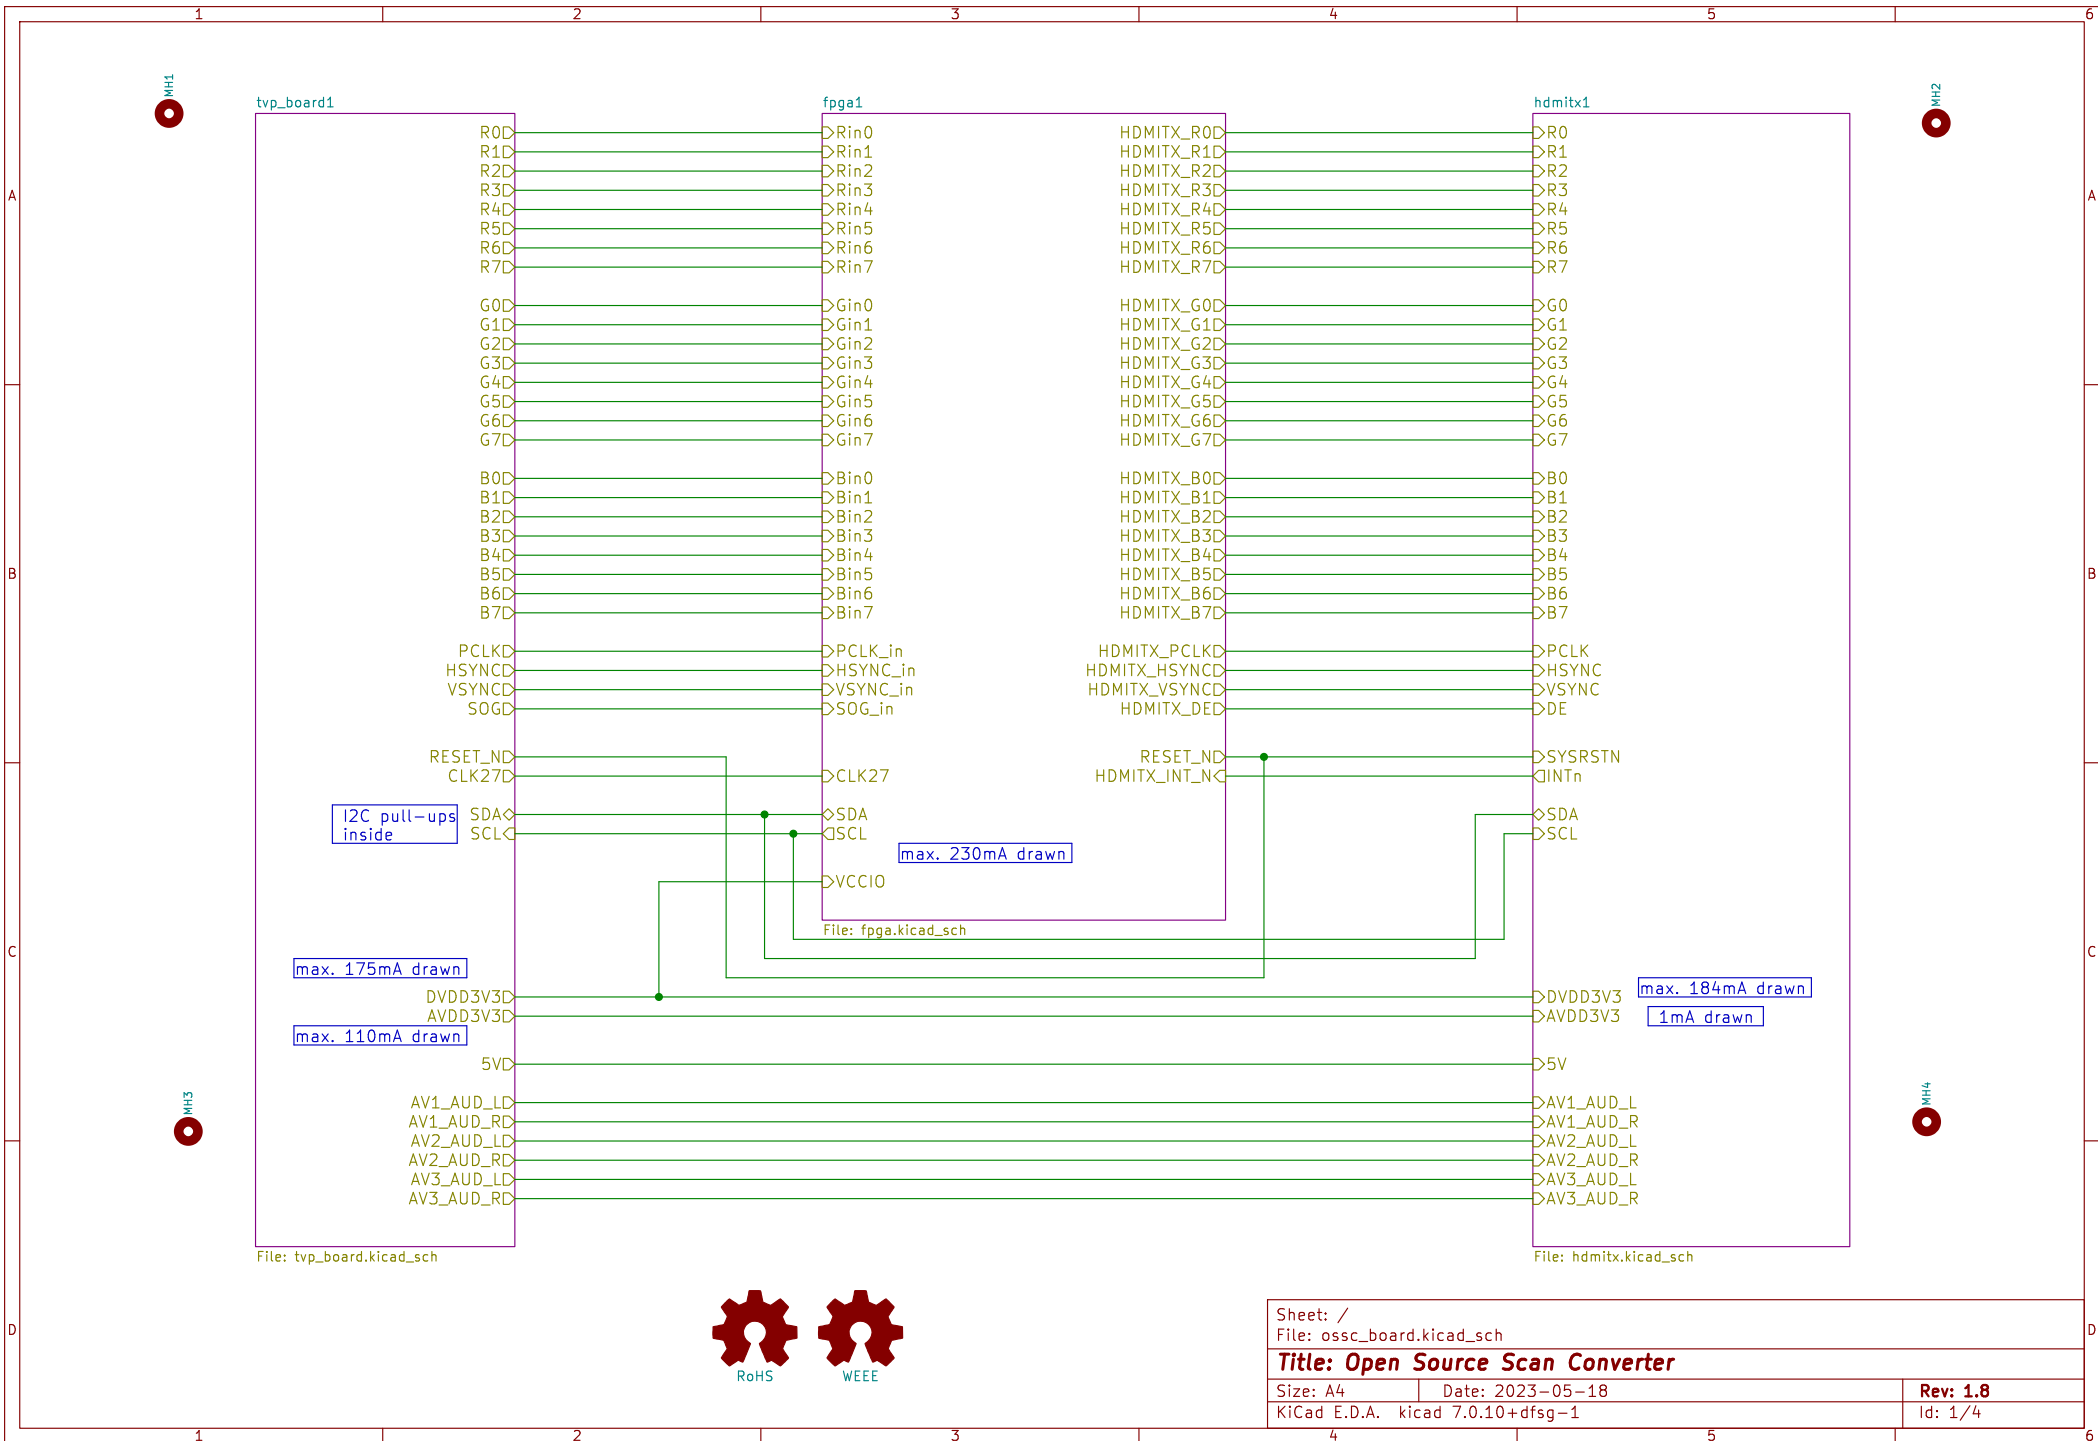 1 2 3 4 5 6
MH1
MH2
tvp_board1
fpga1
hdmitx1
R0 Rin0 HDMITX_R0 R0
R1 Rin1 HDMITX_R1 R1
R2 Rin2 HDMITX_R2 R2
R3 Rin3 HDMITX_R3 R3
A A
R4 Rin4 HDMITX_R4 R4
R5 Rin5 HDMITX_R5 R5
R6 Rin6 HDMITX_R6 R6
R7 Rin7 HDMITX_R7 R7
G0 Gin0 HDMITX_G0 G0
G1 Gin1 HDMITX_G1 G1
G2 Gin2 HDMITX_G2 G2
G3 Gin3 HDMITX_G3 G3
G4 Gin4 HDMITX_G4 G4
G5 Gin5 HDMITX_G5 G5
G6 Gin6 HDMITX_G6 G6
G7 Gin7 HDMITX_G7 G7
B0 Bin0 HDMITX_B0 B0
B1 Bin1 HDMITX_B1 B1
B2 Bin2 HDMITX_B2 B2
B3 Bin3 HDMITX_B3 B3
B4 Bin4 HDMITX_B4 B4
B B5 Bin5 HDMITX_B5 B5 B
B6 Bin6 HDMITX_B6 B6
B7 Bin7 HDMITX_B7 B7
PCLK PCLK_in HDMITX_PCLK PCLK
HSYNC HSYNC_in HDMITX_HSYNC HSYNC
VSYNC VSYNC_in HDMITX_VSYNC VSYNC
SOG SOG_in HDMITX_DE DE
RESET_N RESET_N SYSRSTN
CLK27 CLK27 HDMITX_INT_N INTn
I2C pull-ups
inside
SDA SDA SDA
SCL SCL SCL
max. 230mA drawn
VCCIO
File: fpga.kicad_sch
C C
max. 175mA drawn
max. 184mA drawn
DVDD3V3 DVDD3V3
AVDD3V3 AVDD3V3
1mA drawn
max. 110mA drawn
5V 5V
MH3
MH4
AV1_AUD_L AV1_AUD_L
AV1_AUD_R AV1_AUD_R
AV2_AUD_L AV2_AUD_L
AV2_AUD_R AV2_AUD_R
AV3_AUD_L AV3_AUD_L
AV3_AUD_R AV3_AUD_R
File: tvp_board.kicad_sch
File: hdmitx.kicad_sch
D D
RoHS
WEEE
Sheet: /
File: ossc_board.kicad_sch
Title: Open Source Scan Converter
Size: A4 Date: 2023-05-18 Rev: 1.8
KiCad E.D.A. kicad 7.0.10+dfsg-1 Id: 1/4
1 2 3 4 5 6